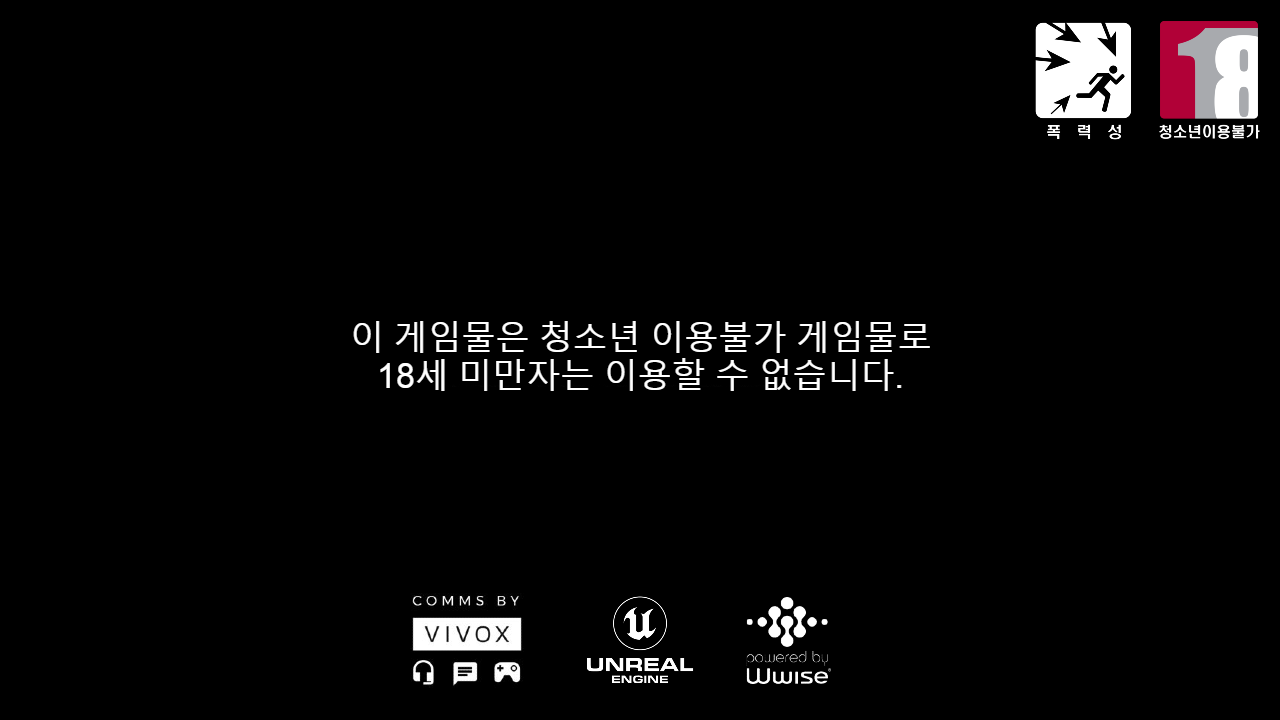 폭 력 성
18
청소년이용불가
이 게임물은 청소년 이용불가 게임물로
18세 미만자는 이용할 수 없습니다.
COMMS BY
VIVOX
UNREAL
ENGINE
powered by
Wwise®